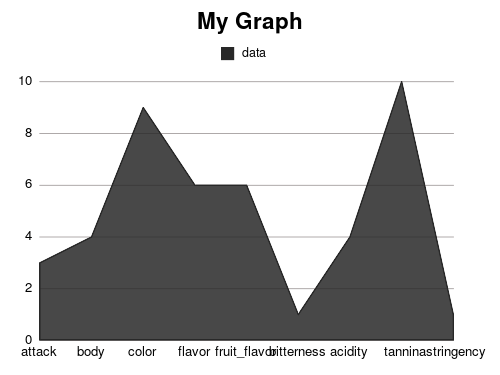 My Graph
data
10
8
6
4
2
0
attack body color flavor fruit_flavor bitterness acidity tannin astringency